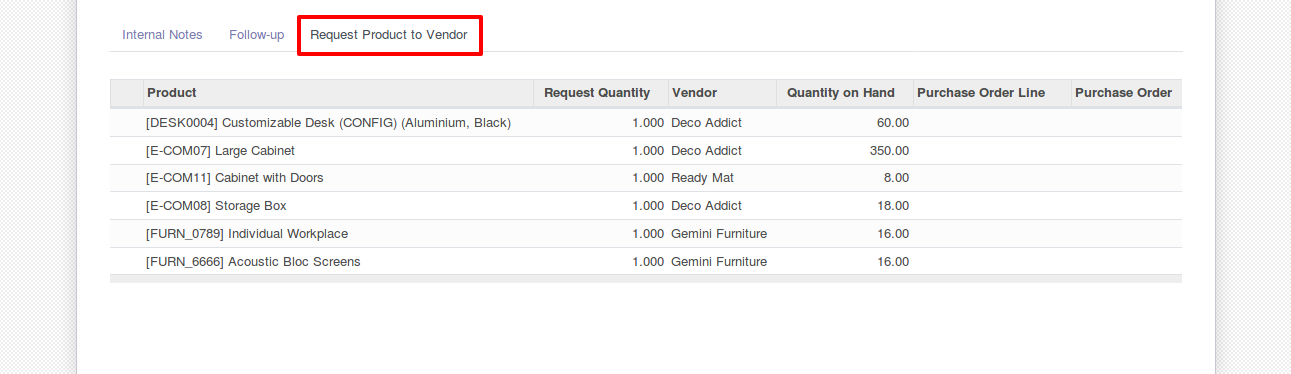 Internal Notes Follow-up Request Product to Vendor
Product Request Quantity Vendor Quantity on Hand Purchase Order Line Purchase Order
[DESK0004] Customizable Desk (CONFIG) (Aluminium, Black) 1.000 Deco Addict 60.00
[E-COM07] Large Cabinet 1.000 Deco Addict 350.00
[E-COM11] Cabinet with Doors 1.000 Ready Mat 8.00
[E-COM08] Storage Box 1.000 Deco Addict 18.00
[FURN_0789] Individual Workplace 1.000 Gemini Furniture 16.00
[FURN_6666] Acoustic Bloc Screens 1.000 Gemini Furniture 16.00